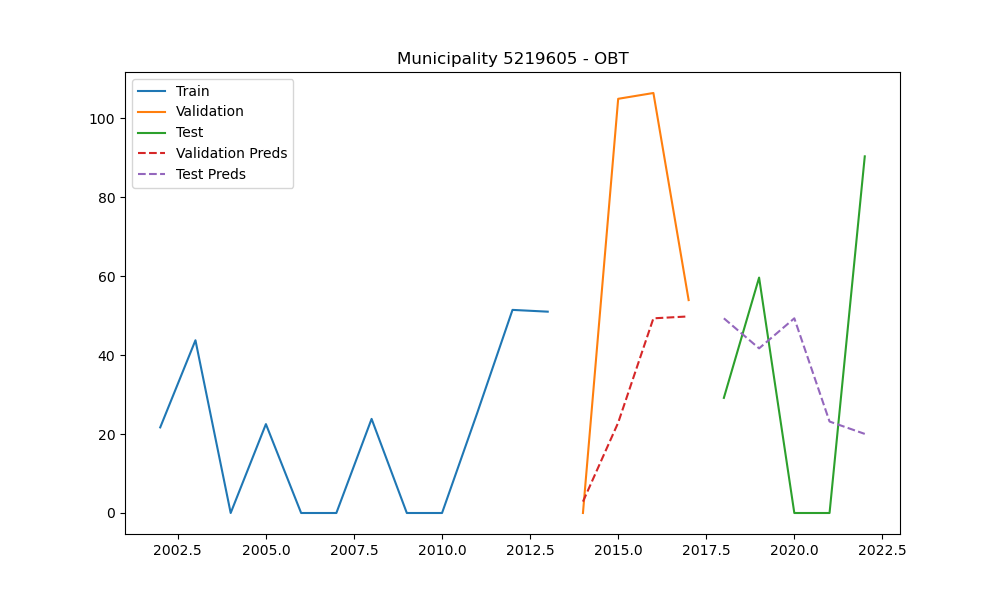 Municipality 5219605 - OBT
Train
Validation
Test
Validation Preds
Test Preds
100
80
60
40
20
0
2002.5 2005.0 2007.5 2010.0 2012.5 2015.0 2017.5 2020.0 2022.5